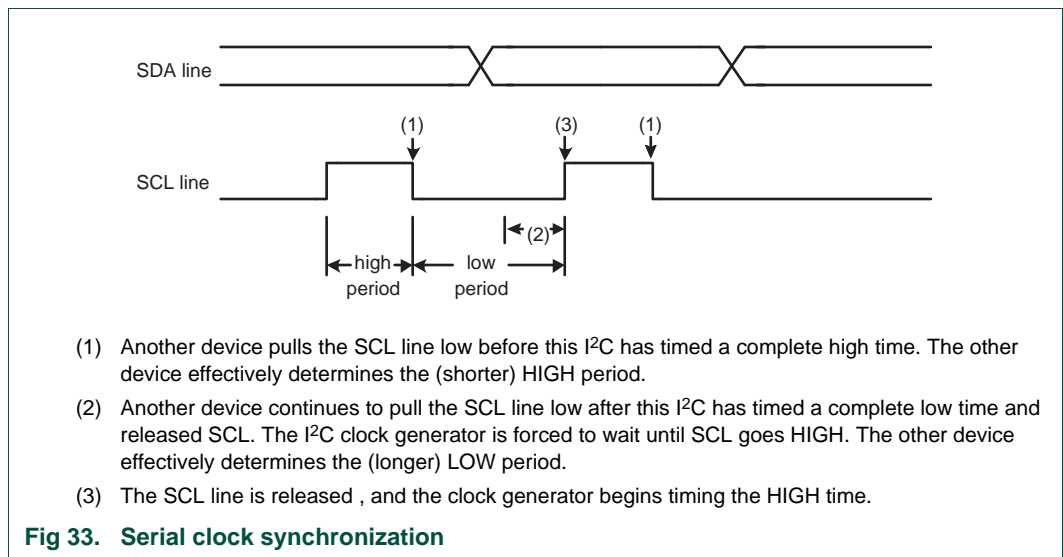 SDA line
(1)
(3)
(1)
SCL line
(2)
high
period
low
period
(1) Another device pulls the SCL line low before this I²C has timed a complete high time. The other
device effectively determines the (shorter) HIGH period.
(2) Another device continues to pull the SCL line low after this I²C has timed a complete low time and
released SCL. The I²C clock generator is forced to wait until SCL goes HIGH. The other device
effectively determines the (longer) LOW period.
(3) The SCL line is released , and the clock generator begins timing the HIGH time.
Fig 33. Serial clock synchronization